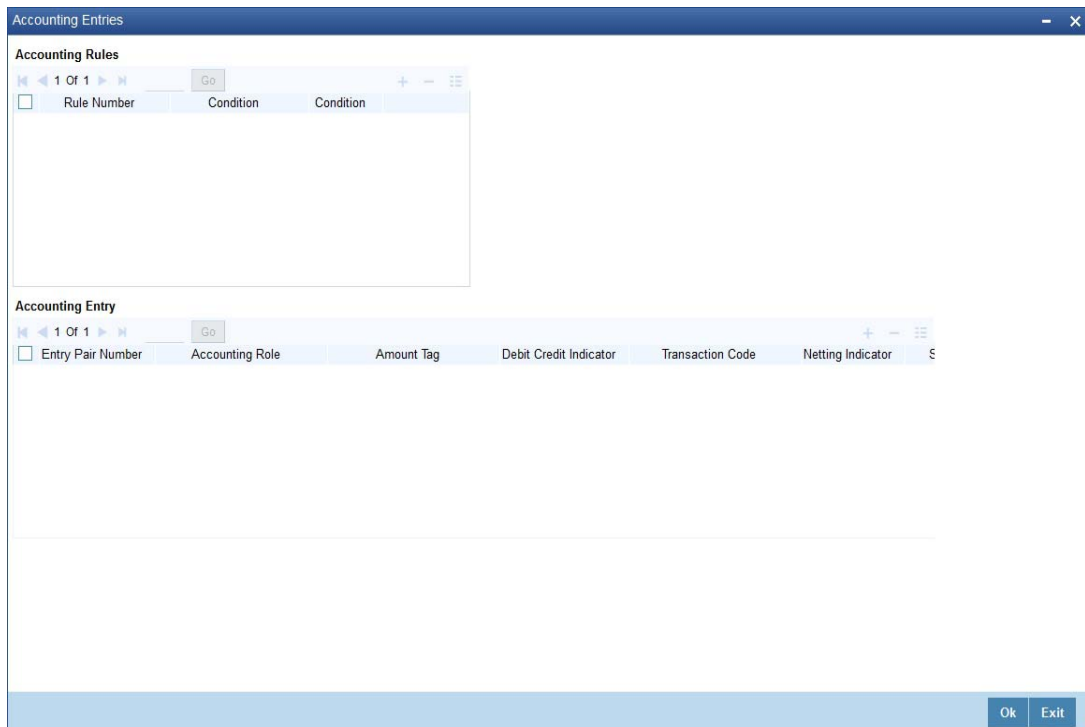 Accounting Entries
Accounting Rules
1 Of 1 Go
Rule Number Condition Condition
Accounting Entry
1 Of 1 Go
Entry Pair Number Accounting Role Amount Tag Debit Credit Indicator Transaction Code Netting Indicator
Ok Exit